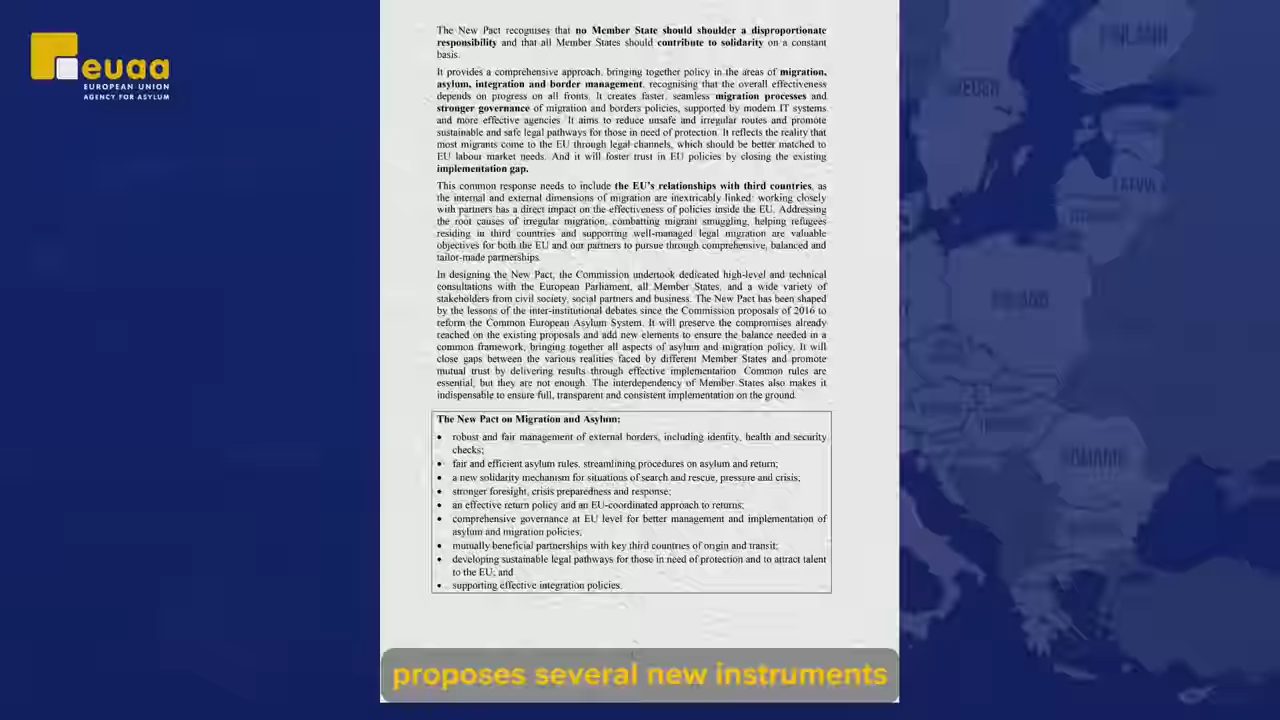 euaa
EUROPEAN UNION
AGENCY FOR ASYLUM
The New Pact recognises that no Member State should shoulder a disproportionate
responsibility and that all Member States should contribute to solidarity on a constant
basis.
It provides a comprehensive approach, bringing together policy in the areas of migration,
asylum, integration and border management, recognising that the overall effectiveness
depends on progress on all fronts. It creates faster, seamless migration processes and
stronger governance of migration and borders policies, supported by modern IT systems
and more effective agencies. It aims to reduce unsafe and irregular routes and promote
sustainable and safe legal pathways for those in need of protection. It reflects the reality that
most migrants come to the EU through legal channels, which should be better matched to
EU labour market needs. And it will foster trust in EU policies by closing the existing
implementation gap.
This common response needs to include the EU's relationships with third countries, as
the internal and external dimensions of migration are inextricably linked: working closely
with partners has a direct impact on the effectiveness of policies inside the EU. Addressing
the root causes of irregular migration, combatting migrant smuggling, helping refugees
residing in third countries and supporting well-managed legal migration are valuable
objectives for both the EU and our partners to pursue through comprehensive, balanced and
tailor-made partnerships.
In designing the New Pact, the Commission undertook dedicated high-level and technical
consultations with the European Parliament, all Member States, and a wide variety of
stakeholders from civil society, social partners and business. The New Pact has been shaped
by the lessons of the inter-institutional debates since the Commission proposals of 2016 to
reform the Common European Asylum System. It will preserve the compromises already
reached on the existing proposals and add new elements to ensure the balance needed in a
common framework, bringing together all aspects of asylum and migration policy. It will
close gaps between the various realities faced by different Member States and promote
mutual trust by delivering results through effective implementation. Common rules are
essential, but they are not enough. The interdependency of Member States also makes it
indispensable to ensure full, transparent and consistent implementation on the ground.
The New Pact on Migration and Asylum:
• robust and fair management of external borders, including identity, health and security
checks;
• fair and efficient asylum rules, streamlining procedures on asylum and return;
• a new solidarity mechanism for situations of search and rescue, pressure and crisis;
• stronger foresight, crisis preparedness and response;
• an effective return policy and an EU-coordinated approach to returns;
• comprehensive governance at EU level for better management and implementation of
asylum and migration policies;
• mutually beneficial partnerships with key third countries of origin and transit;
• developing sustainable legal pathways for those in need of protection and to attract talent
to the EU; and
• supporting effective integration policies.
proposes several new instruments
FINLAND
POLAND